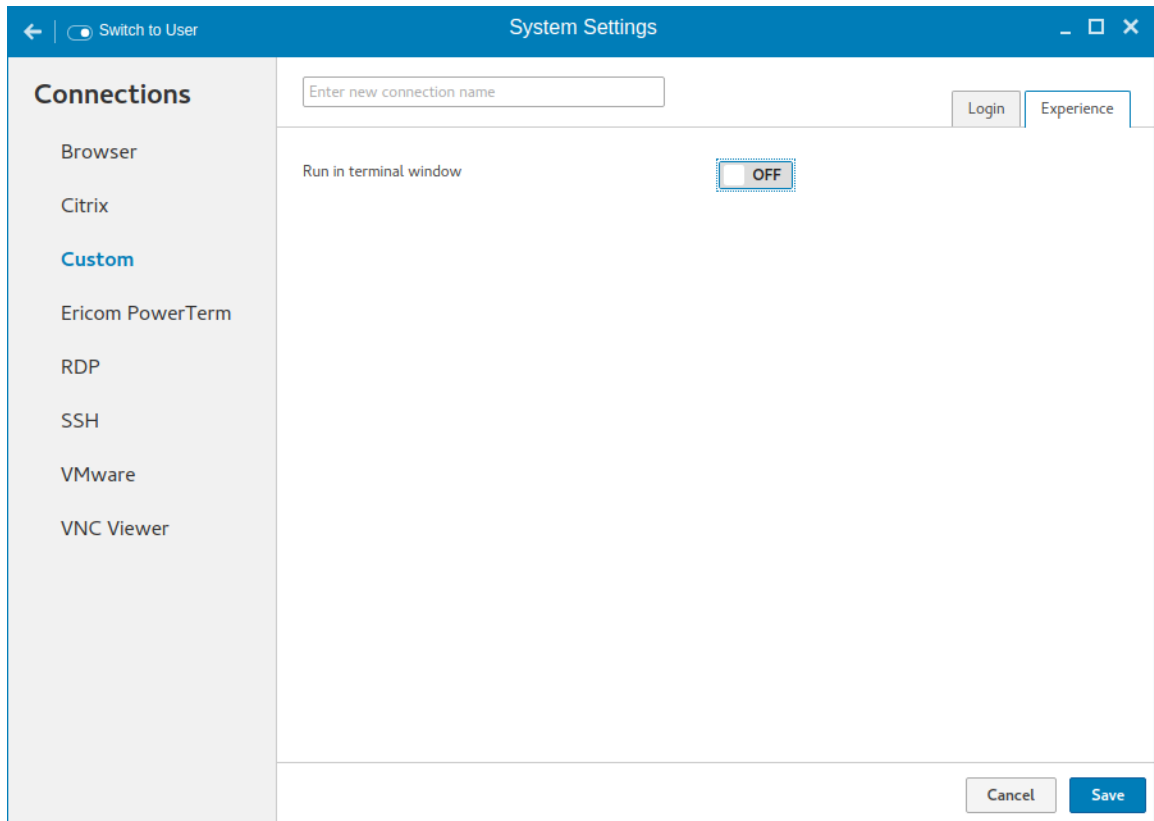 Switch to User
System Settings
Connections
Browser
Citrix
Custom
Ericom PowerTerm
RDP
SSH
VMware
VNC Viewer
Enter new connection name
Login
Experience
Run in terminal window
OFF
Cancel
Save